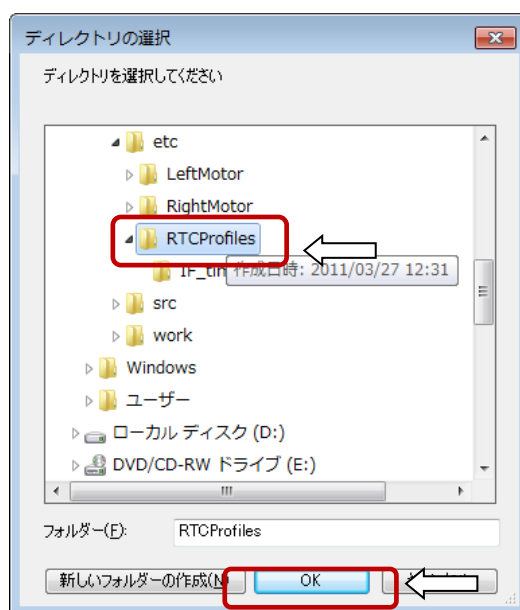 ディレクトリの選択
ディレクトリを選択してください
etc
LeftMotor
RightMotor
RTCProfiles
IF_tin 作成日時: 2011/03/27 12:31
src
work
Windows
ユーザー
ローカル ディスク (D:)
DVD/CD-RW ドライブ (E:)
フォルダー(F): RTCProfiles
新しいフォルダーの作成(N) OK